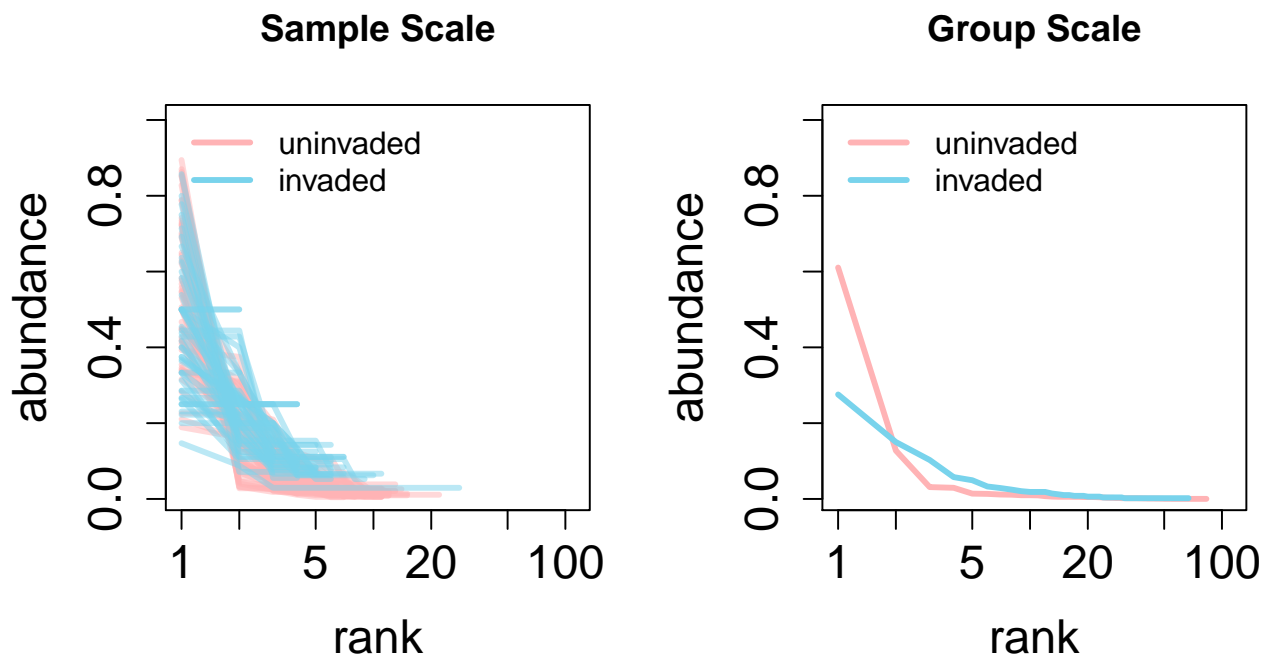 Sample Scale
uninvaded
invaded
abundance
0.0
0.4
0.8
1
5
20
100
rank
Group Scale
uninvaded
invaded
abundance
0.0
0.4
0.8
1
5
20
100
rank